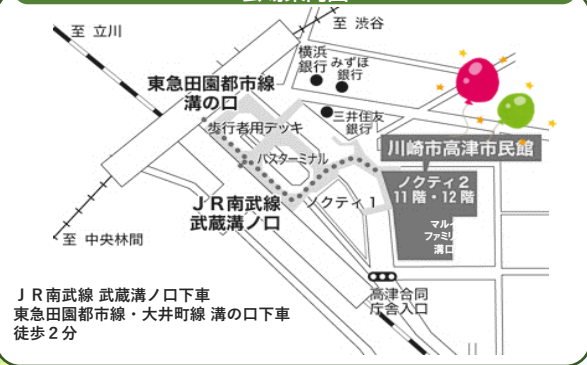 至 渋谷
至 立川
横浜
銀行
みずほ
銀行
東急田園都市線
溝の口
三井住友
銀行
歩行者用デッキ
川崎市高津市民館
バスターミナル
ノクティ２
11 階・12 階
ＪＲ南武線
武蔵溝ノ口
ノクティ１
マルイ
ファミリ
溝口
至 中央林間
高津合同
庁舎入口
ＪＲ南武線 武蔵溝ノ口下車
東急田園都市線・大井町線 溝の口下車
徒歩２分